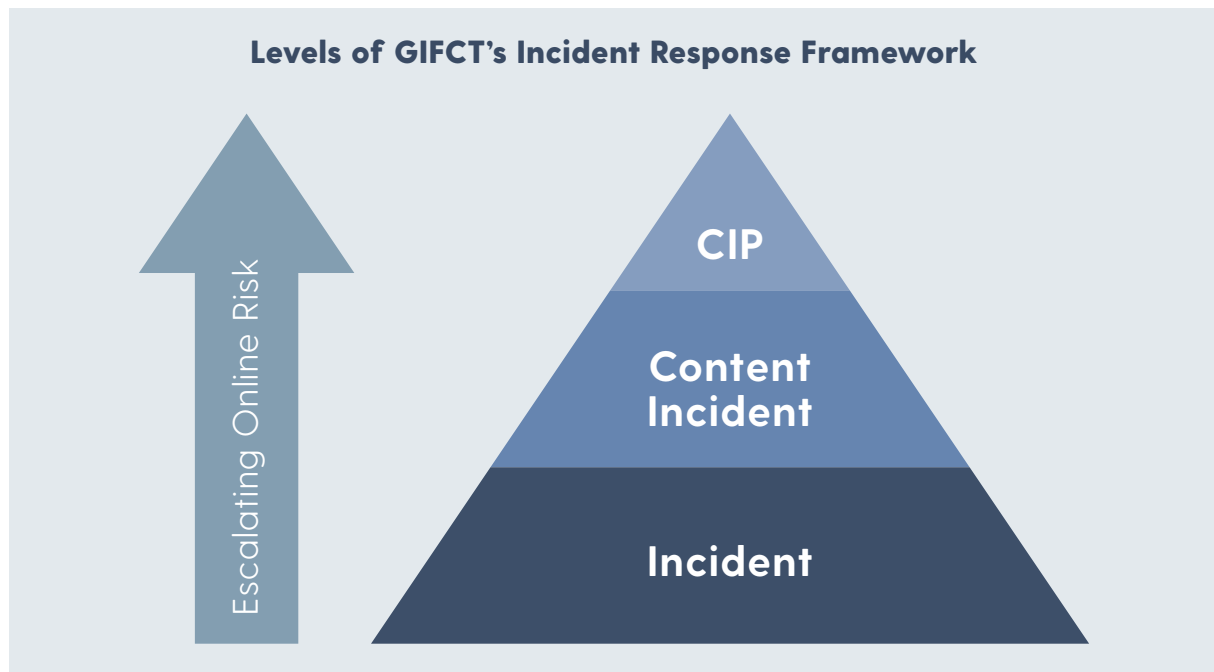 Levels of GIFCT's Incident Response Framework
Escalating Online Risk
CIP
Content
Incident
Incident